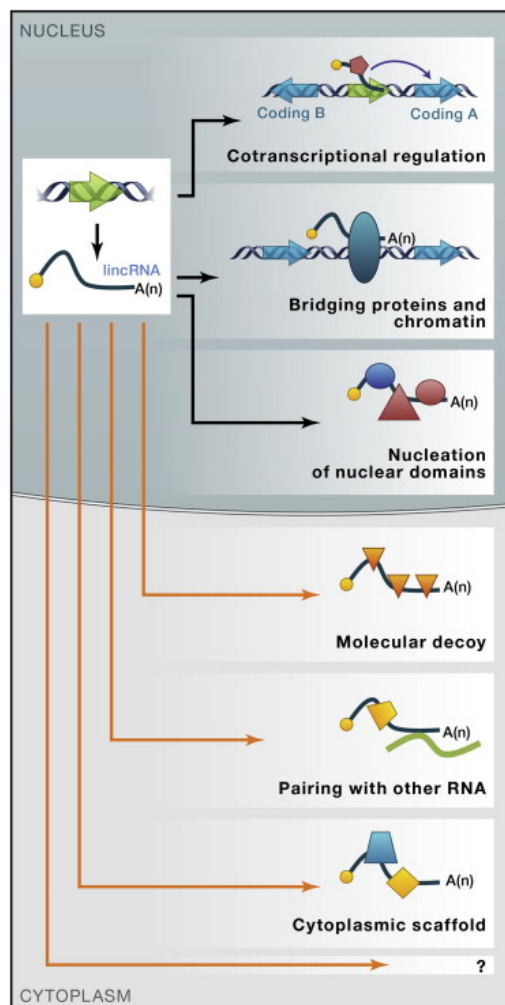 NUCLEUS
Coding B
Coding A
Cotranscriptional regulation
lincRNA
A(n)
A(n)
Bridging proteins and
chromatin
A(n)
Nucleation
of nuclear domains
A(n)
Molecular decoy
A(n)
Pairing with other RNA
A(n)
Cytoplasmic scaffold
?
CYTOPLASM